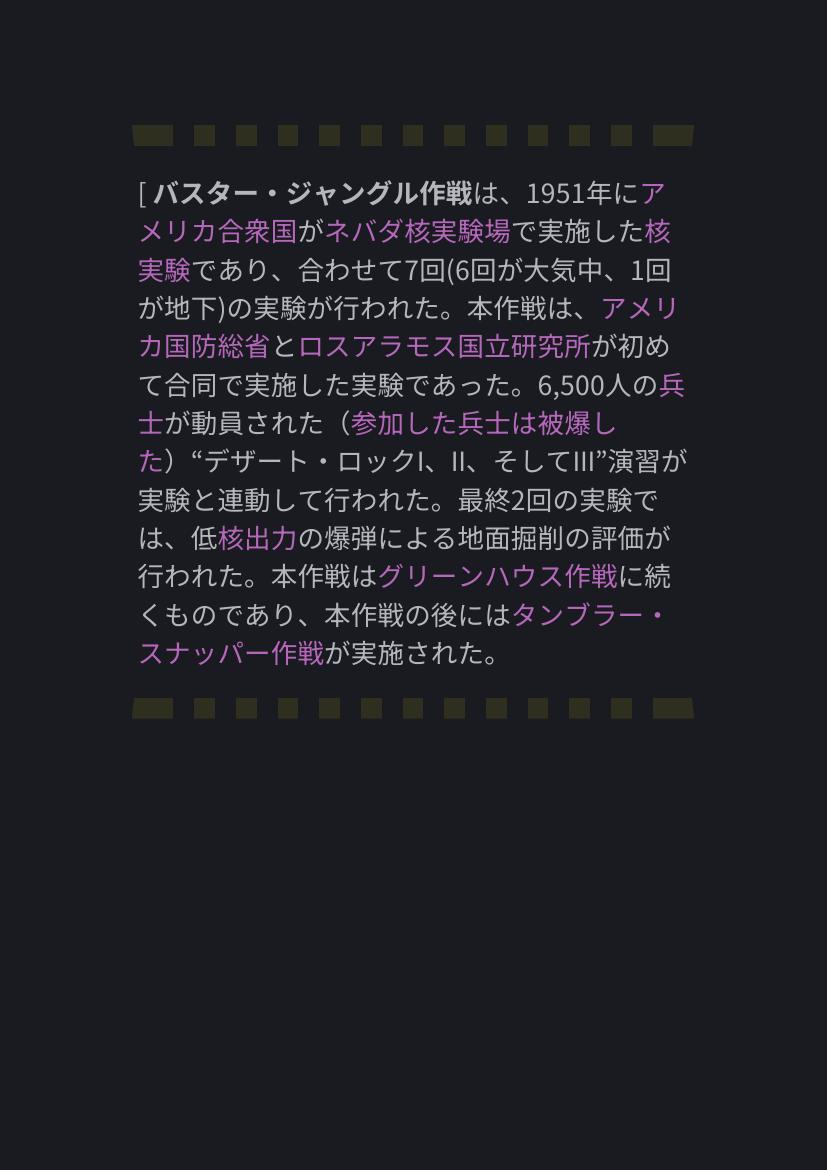 [ バスター・ジャングル作戦は、1951年にア
メリカ合衆国がネバダ核実験場で実施した核
実験であり、合わせて7回(6回が大気中、1回
が地下)の実験が行われた。本作戦は、アメリ
カ国防総省とロスアラモス国立研究所が初め
て合同で実施した実験であった。6,500人の兵
士が動員された（参加した兵士は被爆し
た）“デザート・ロックI、II、そしてIII”演習が
実験と連動して行われた。最終2回の実験で
は、低核出力の爆弾による地面掘削の評価が
行われた。本作戦はグリーンハウス作戦に続
くものであり、本作戦の後にはタンブラー・
スナッパー作戦が実施された。